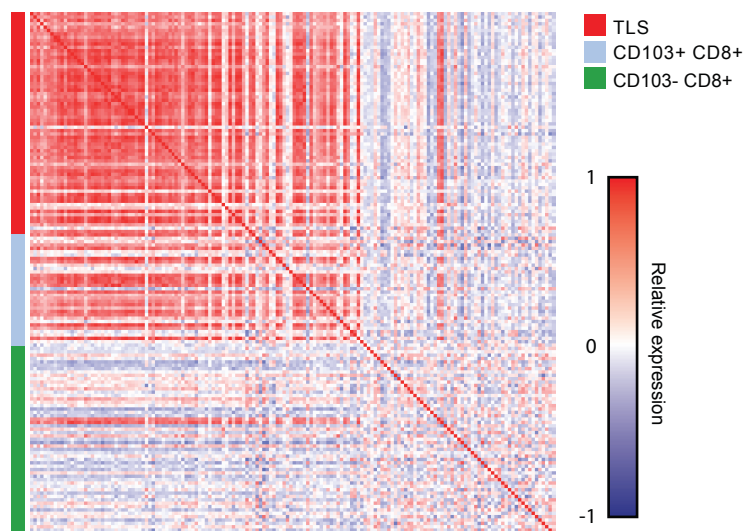 TLS
CD103+ CD8+
CD103- CD8+
1
0
-1
Relative expression